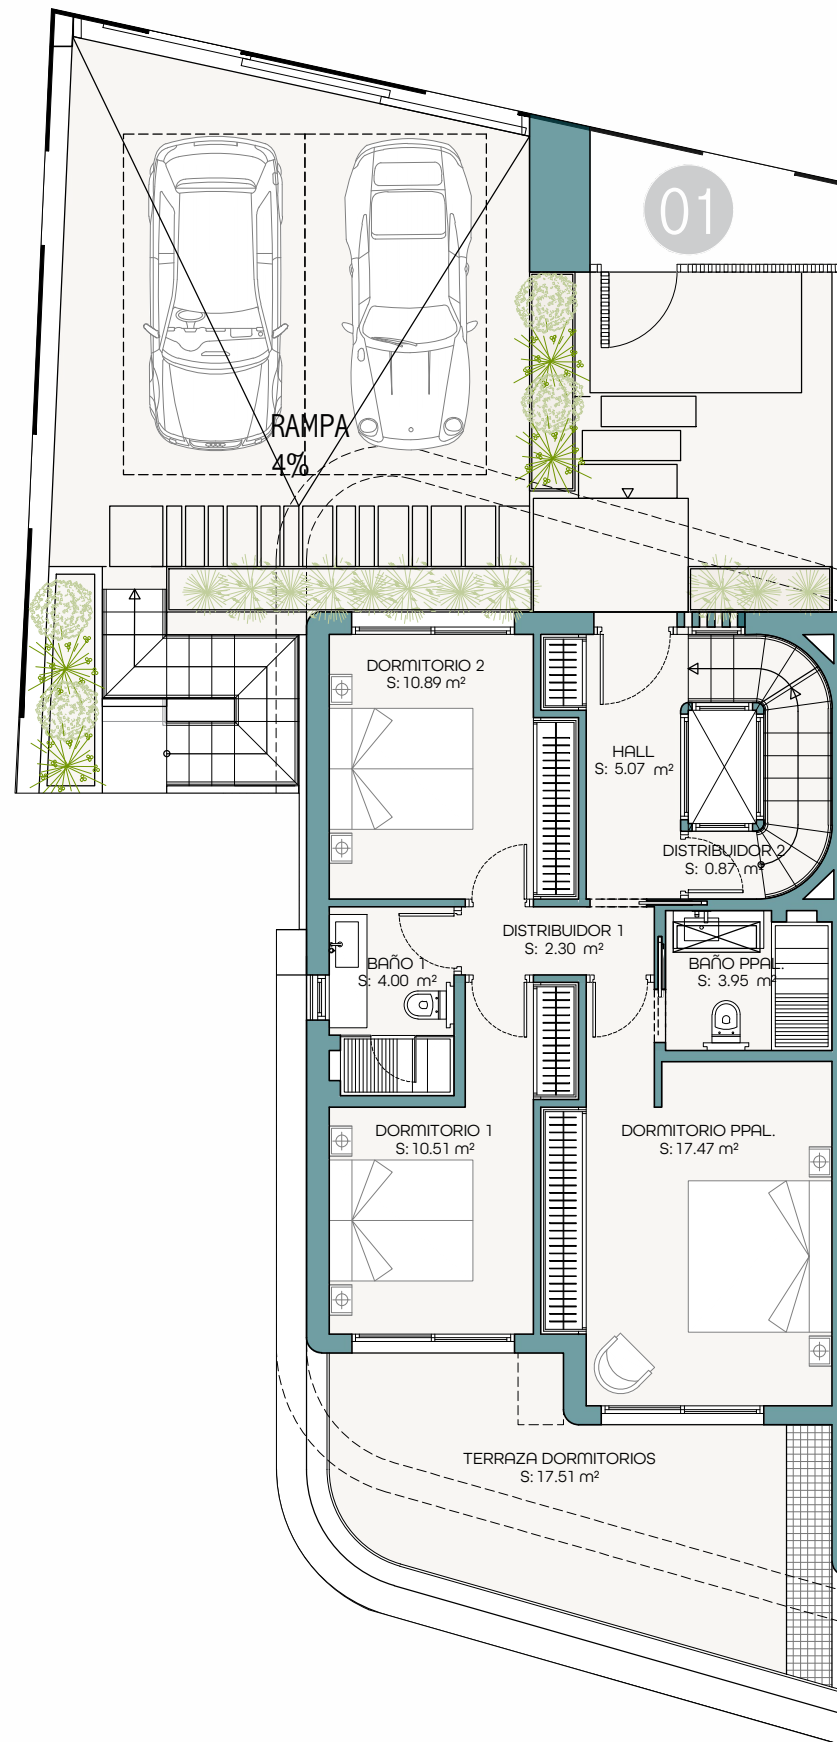 01
RAMPA
4%
DORMITORIO 2
S: 10.89 m²
HALL
S: 5.07 m²
DISTRIBUIDOR 2
S: 0.87 m²
DISTRIBUIDOR 1
S: 2.30 m²
BAÑO 1
S: 4.00 m²
BAÑO PPAL.
S: 3.95 m²
DORMITORIO 1
S: 10.51 m²
DORMITORIO PPAL.
S: 17.47 m²
TERRAZA DORMITORIOS
S: 17.51 m²